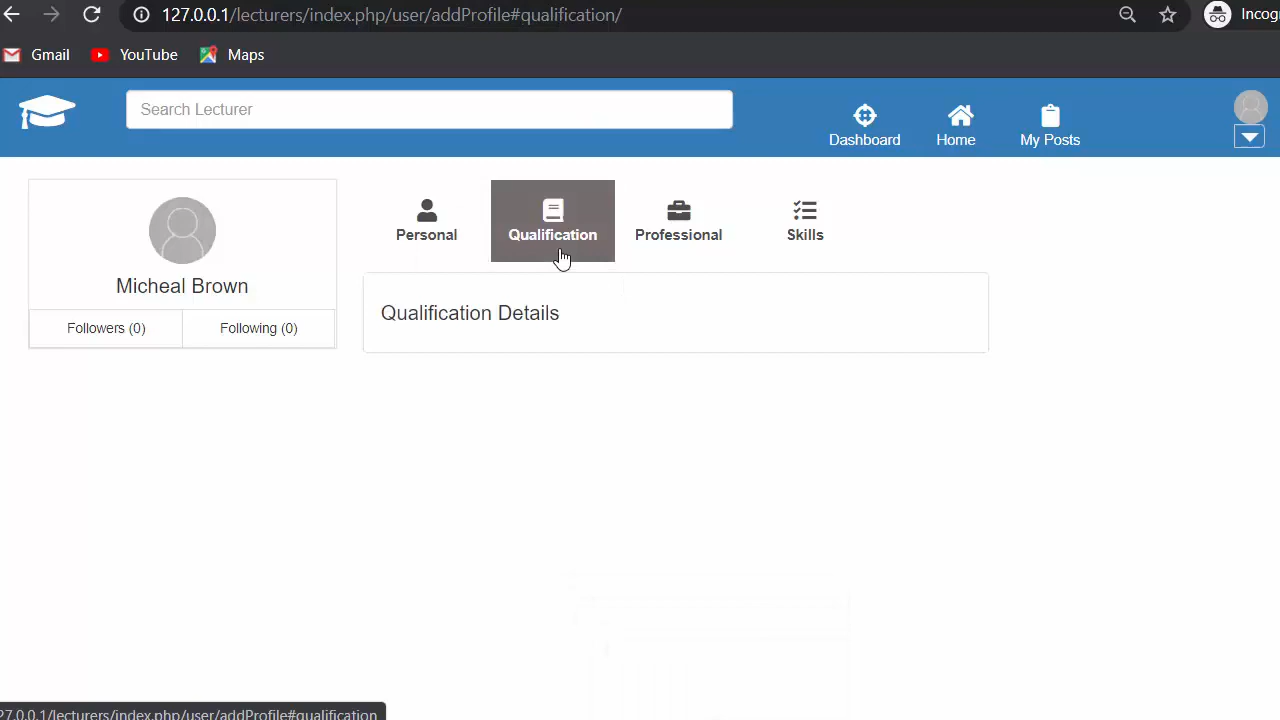 127.0.0.1/lecturers/index.php/user/addProfile#qualification/
Incog
Gmail
YouTube
Maps
Search Lecturer
Dashboard
Home
My Posts
Micheal Brown
Followers (0)
Following (0)
Personal
Qualification
Professional
Skills
Qualification Details
27.0.0.1/lecturers/index.php/user/addProfile#qualification